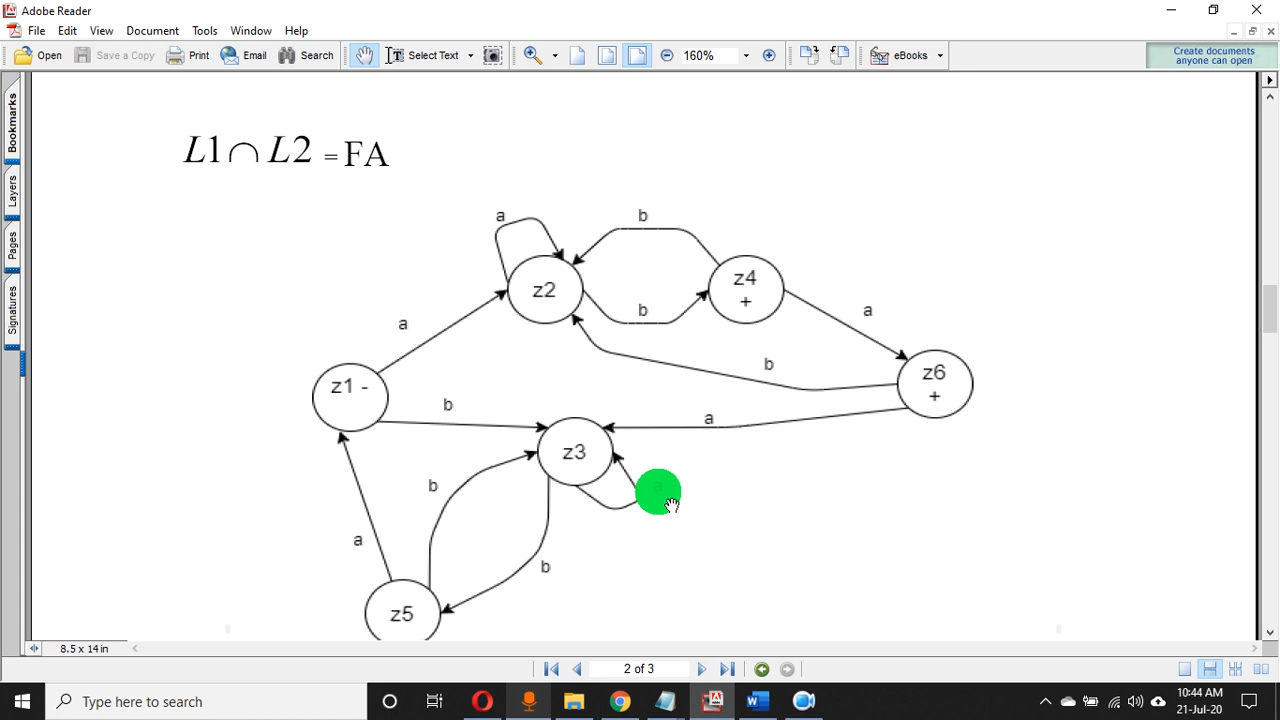 Adobe Reader
File Edit View Document Tools Window Help
Open Save a Copy Print Email Search Select Text 160% eBooks Create documents
anyone can open
Bookmarks
Layers
Pages
Signatures
L1 ∩ L2 = FA
a
b
z2
z4
+
b
a
a
z6
+
b
z1 -
b
a
z3
b
a
b
z5
8.5 x 14 in
2 of 3
Type here to search
10:44 AM
21-Jul-20